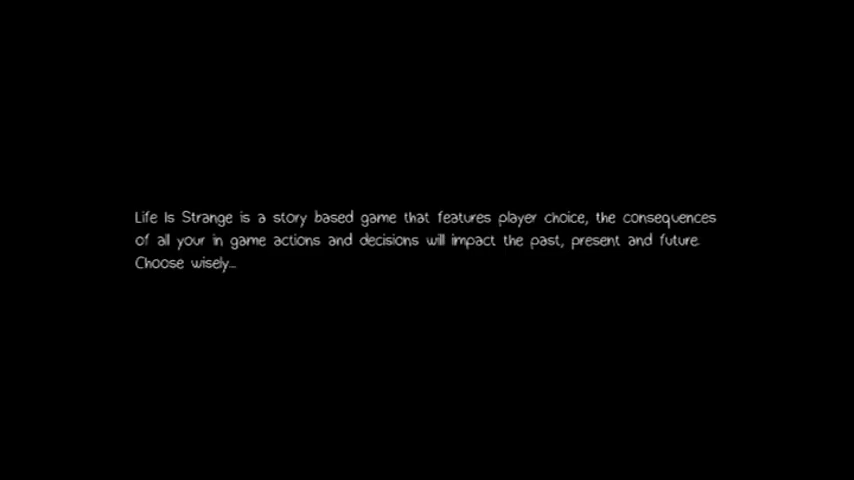 Life Is Strange is a story based game that features player choice, the consequences
of all your in game actions and decisions will impact the past, present and future.
Choose wisely...